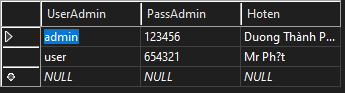 UserAdmin PassAdmin Hoten
admin 123456 Duong Thành P...
user 654321 Mr Ph?t
NULL NULL NULL